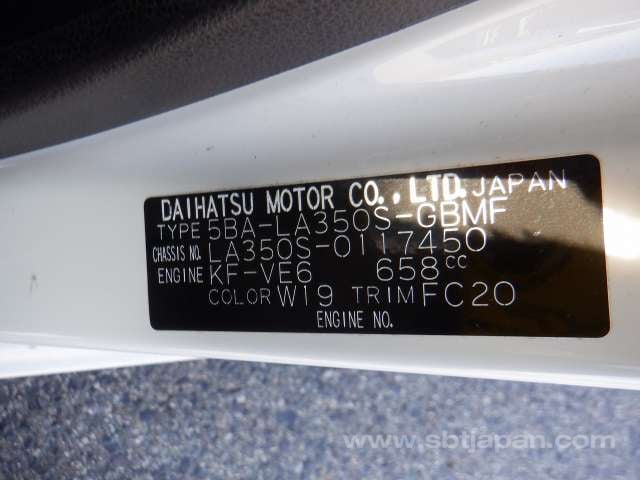 DAIHATSU MOTOR CO., LTD. JAPAN
TYPE 5BA-LA350S-GBMF
CHASSIS NO. LA350S-0117450
ENGINE KF-VE6 658cc
COLOR W19 TRIM FC20
ENGINE NO.
www.sbtjapan.com